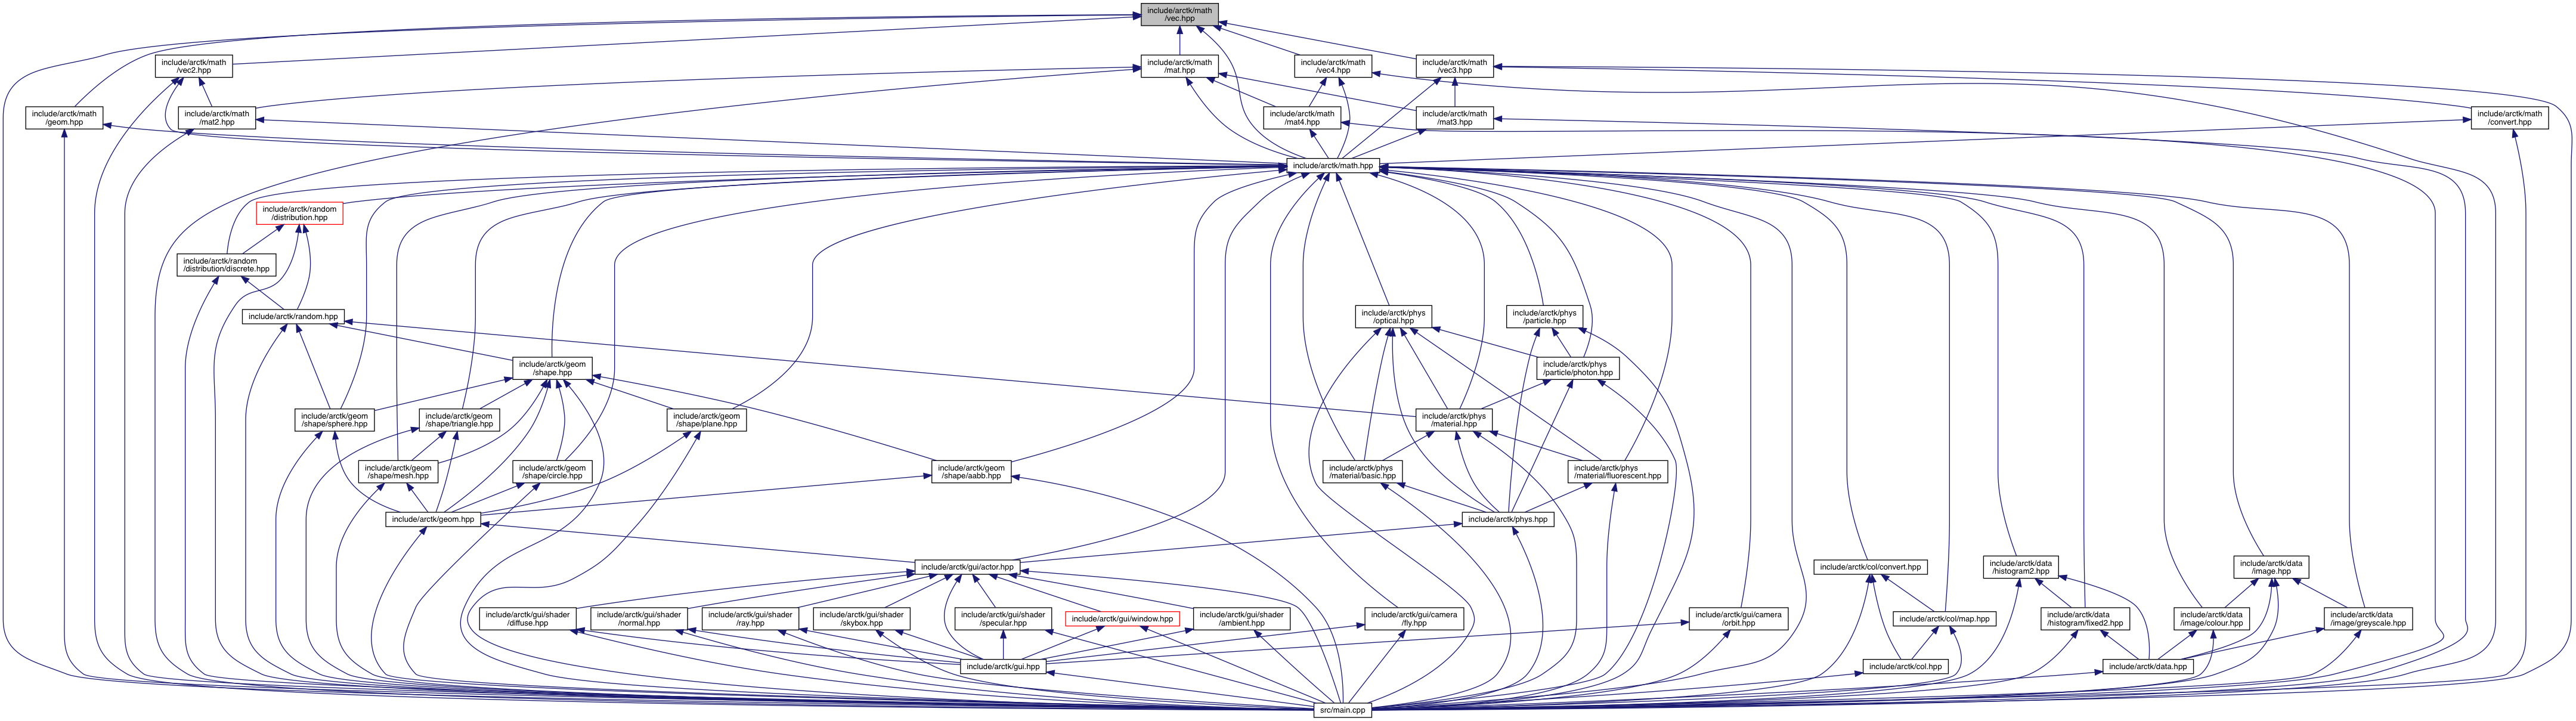 include/arctk/math
/vec.hpp
include/arctk/math
/vec2.hpp
include/arctk/math
/mat.hpp
include/arctk/math
/vec4.hpp
include/arctk/math
/vec3.hpp
include/arctk/math
/geom.hpp
include/arctk/math
/mat2.hpp
include/arctk/math
/mat4.hpp
include/arctk/math
/mat3.hpp
include/arctk/math
/convert.hpp
include/arctk/math.hpp
include/arctk/random
/distribution.hpp
include/arctk/random
/distribution/discrete.hpp
include/arctk/random.hpp
include/arctk/phys
/optical.hpp
include/arctk/phys
/particle.hpp
include/arctk/geom
/shape.hpp
include/arctk/phys
/particle/photon.hpp
include/arctk/geom
/shape/sphere.hpp
include/arctk/geom
/shape/triangle.hpp
include/arctk/geom
/shape/plane.hpp
include/arctk/phys
/material.hpp
include/arctk/geom
/shape/mesh.hpp
include/arctk/geom
/shape/circle.hpp
include/arctk/geom
/shape/aabb.hpp
include/arctk/phys
/material/basic.hpp
include/arctk/phys
/material/fluorescent.hpp
include/arctk/geom.hpp
include/arctk/phys.hpp
include/arctk/gui/actor.hpp
include/arctk/col/convert.hpp
include/arctk/data
/histogram2.hpp
include/arctk/data
/image.hpp
include/arctk/gui/shader
/diffuse.hpp
include/arctk/gui/shader
/normal.hpp
include/arctk/gui/shader
/ray.hpp
include/arctk/gui/shader
/skybox.hpp
include/arctk/gui/shader
/specular.hpp
include/arctk/gui/window.hpp
include/arctk/gui/shader
/ambient.hpp
include/arctk/gui/camera
/fly.hpp
include/arctk/gui/camera
/orbit.hpp
include/arctk/col/map.hpp
include/arctk/data
/histogram/fixed2.hpp
include/arctk/data
/image/colour.hpp
include/arctk/data
/image/greyscale.hpp
include/arctk/gui.hpp
include/arctk/col.hpp
include/arctk/data.hpp
src/main.cpp